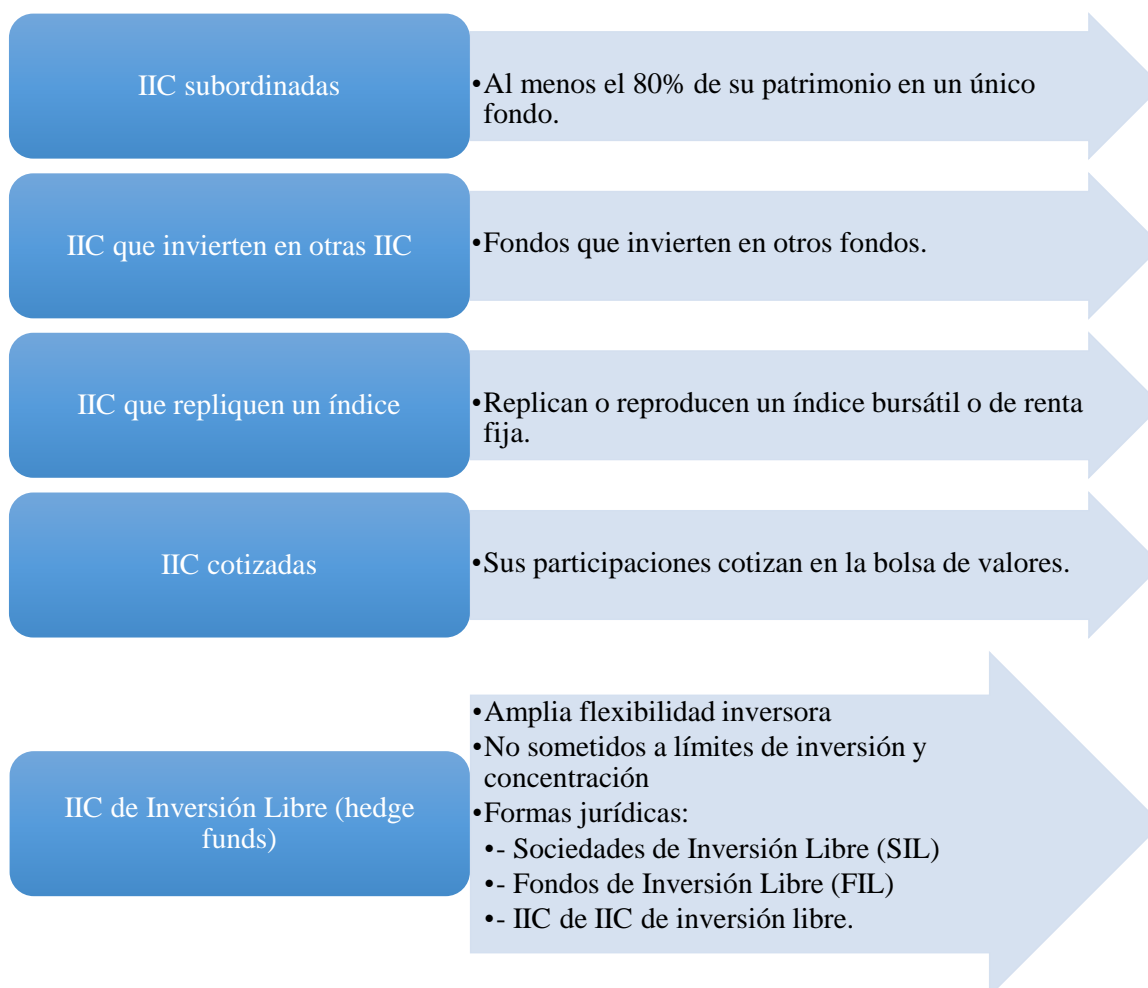 IIC subordinadas
•Al menos el 80% de su patrimonio en un único
fondo.
IIC que invierten en otras IIC
•Fondos que invierten en otros fondos.
IIC que repliquen un índice
•Replican o reproducen un índice bursátil o de renta
fija.
IIC cotizadas
•Sus participaciones cotizan en la bolsa de valores.
IIC de Inversión Libre (hedge
funds)
•Amplia flexibilidad inversora
•No sometidos a límites de inversión y
concentración
•Formas jurídicas:
•- Sociedades de Inversión Libre (SIL)
•- Fondos de Inversión Libre (FIL)
•- IIC de IIC de inversión libre.